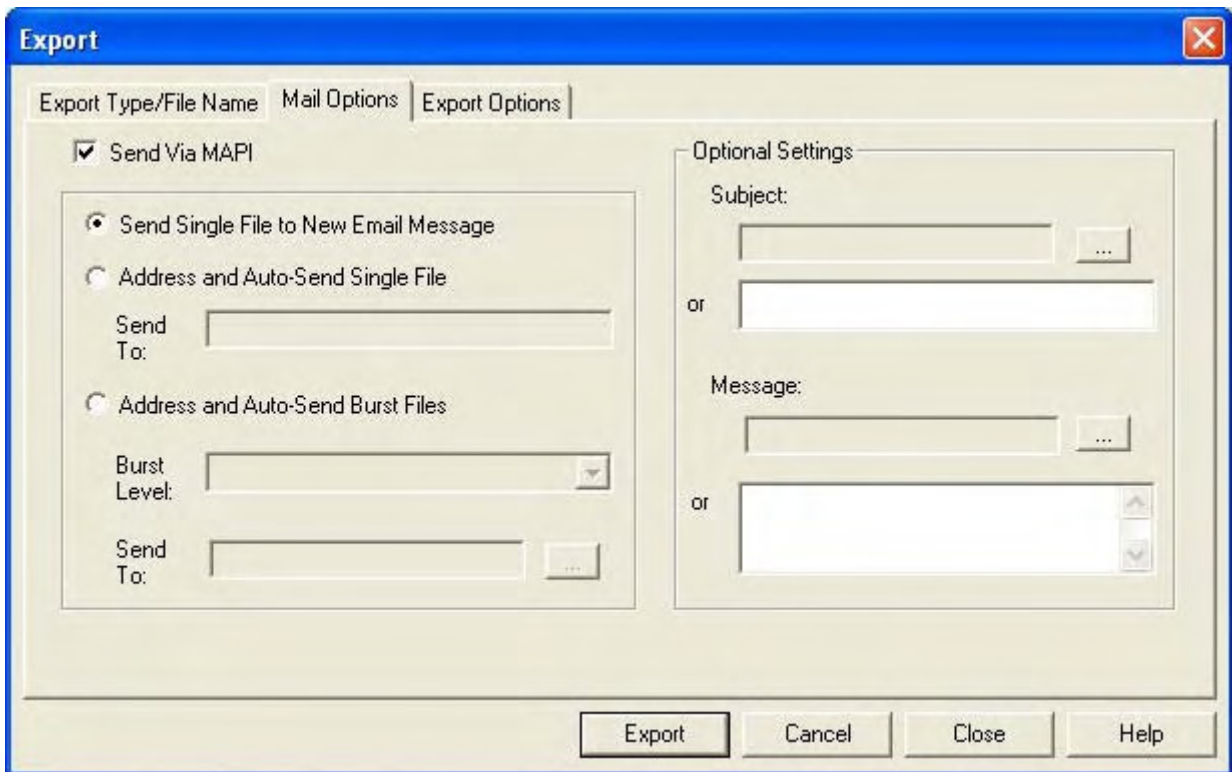 Export
Export Type/File Name
Mail Options
Export Options
Send Via MAPI
Send Single File to New Email Message
Address and Auto-Send Single File
Send
To:
Address and Auto-Send Burst Files
Burst
Level:
Send
To:
...
Optional Settings
Subject:
...
or
Message:
...
or
Export
Cancel
Close
Help